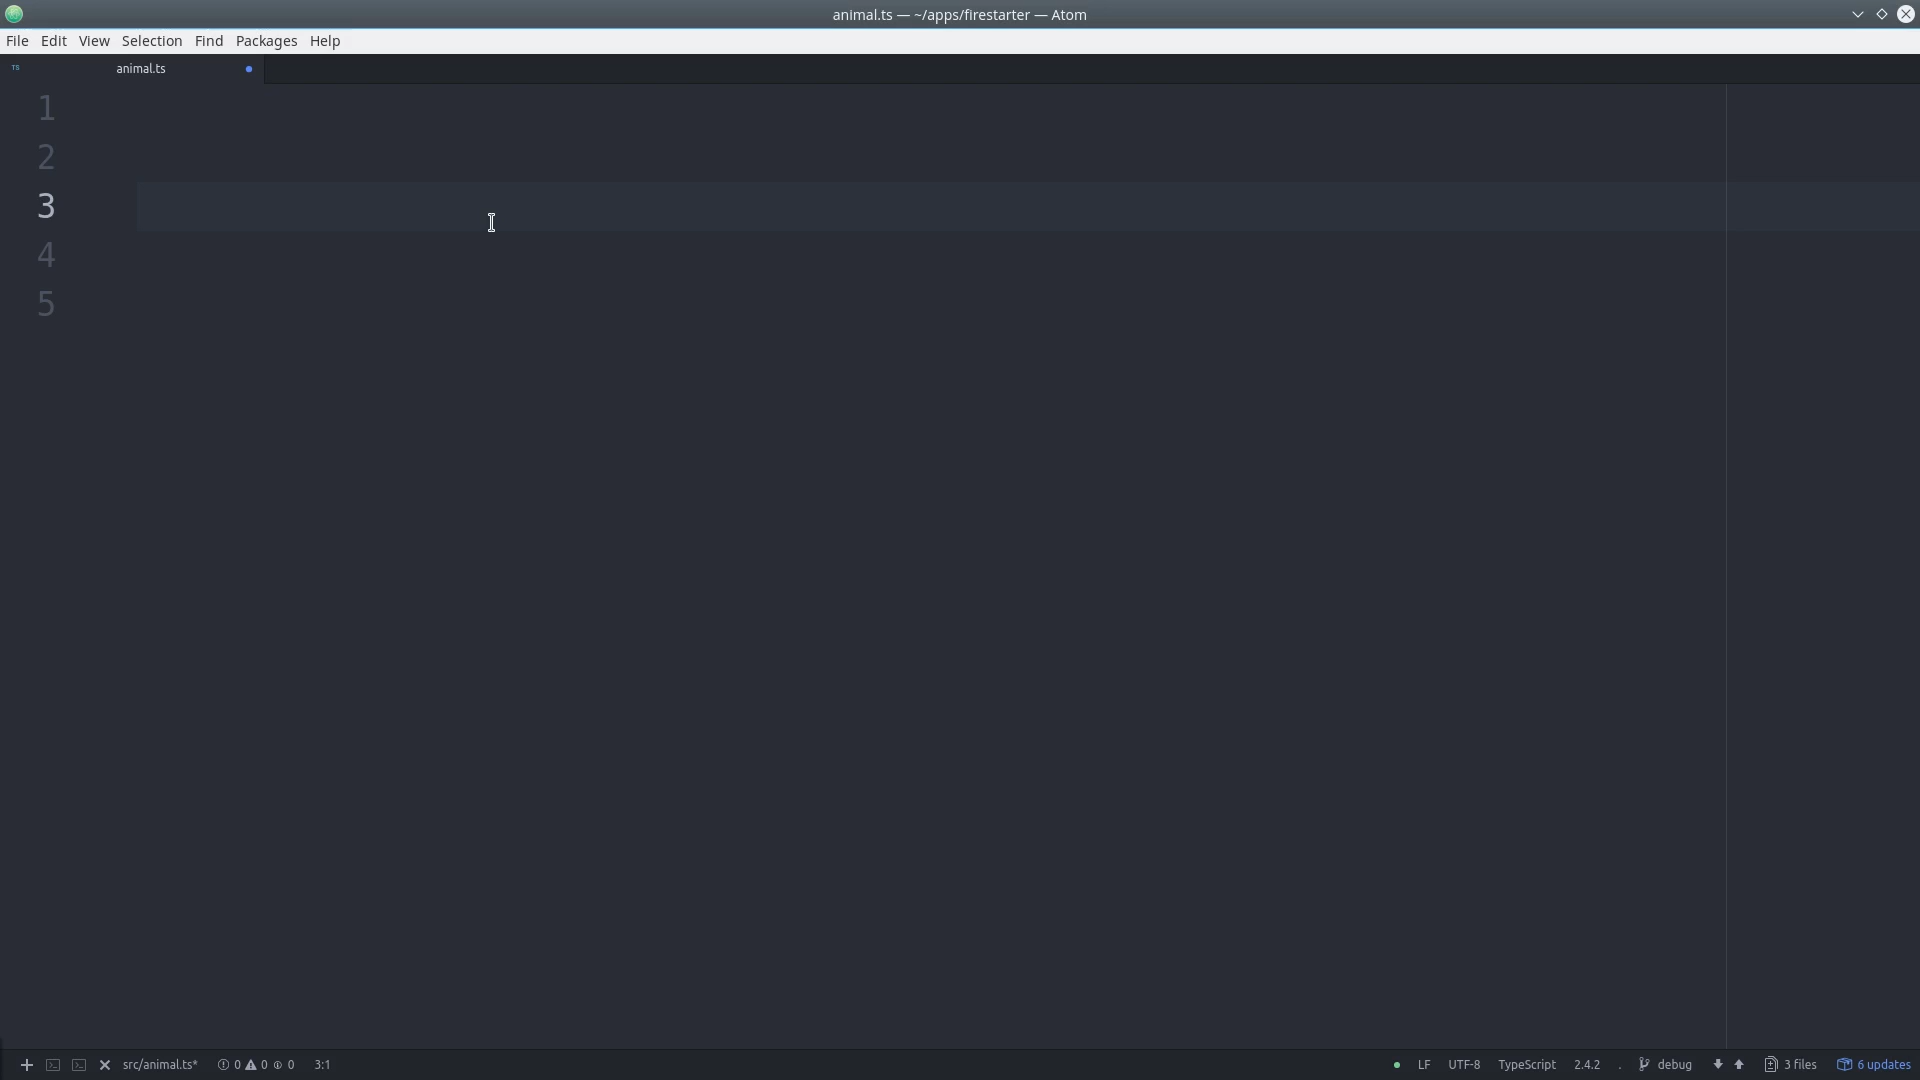 animal.ts — ~/apps/firestarter — Atom
File Edit View Selection Find Packages Help
TS animal.ts
1
2
3
4
5
src/animal.ts* 0 0 0 3:1 LF UTF-8 TypeScript 2.4.2 . debug 3 files 6 updates